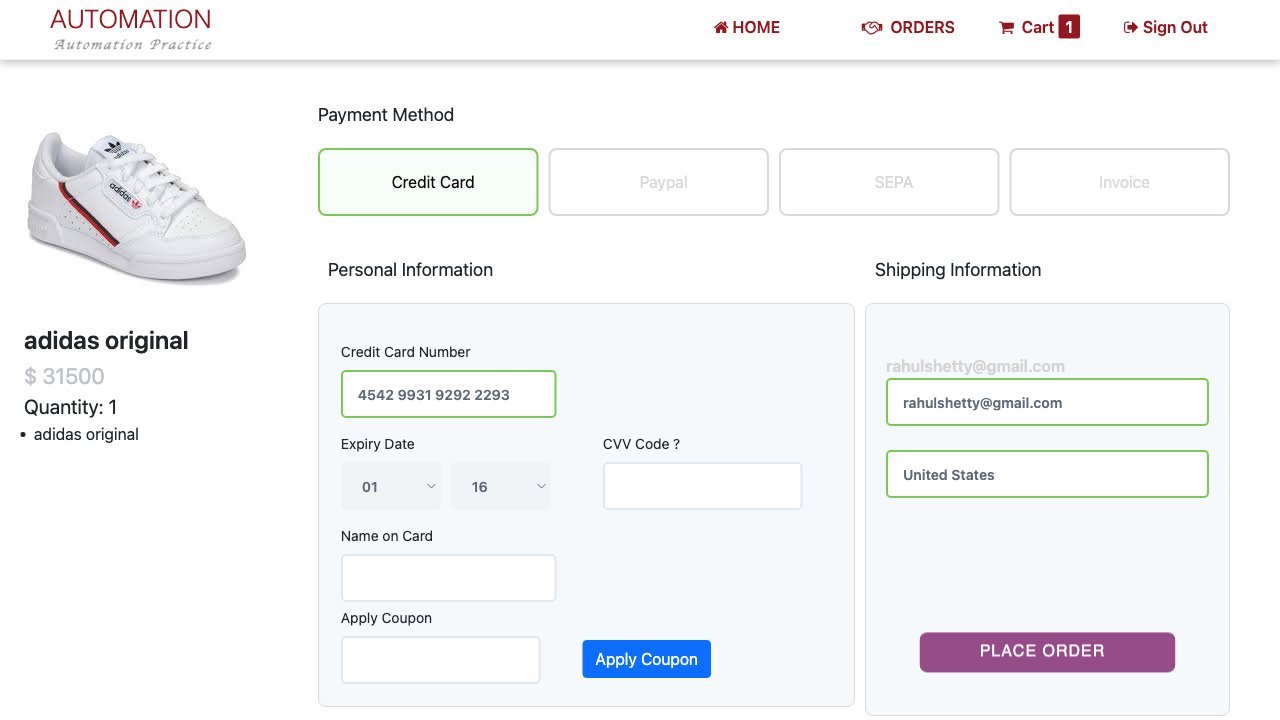 AUTOMATION
Automation Practice
HOME
ORDERS
Cart 1
Sign Out
adidas
adidas original
$ 31500
Quantity: 1
adidas original
Payment Method
Credit Card
Paypal
SEPA
Invoice
Personal Information
Credit Card Number
4542 9931 9292 2293
Expiry Date
CVV Code ?
01
16
Name on Card
Apply Coupon
Apply Coupon
Shipping Information
rahulshetty@gmail.com
rahulshetty@gmail.com
United States
PLACE ORDER